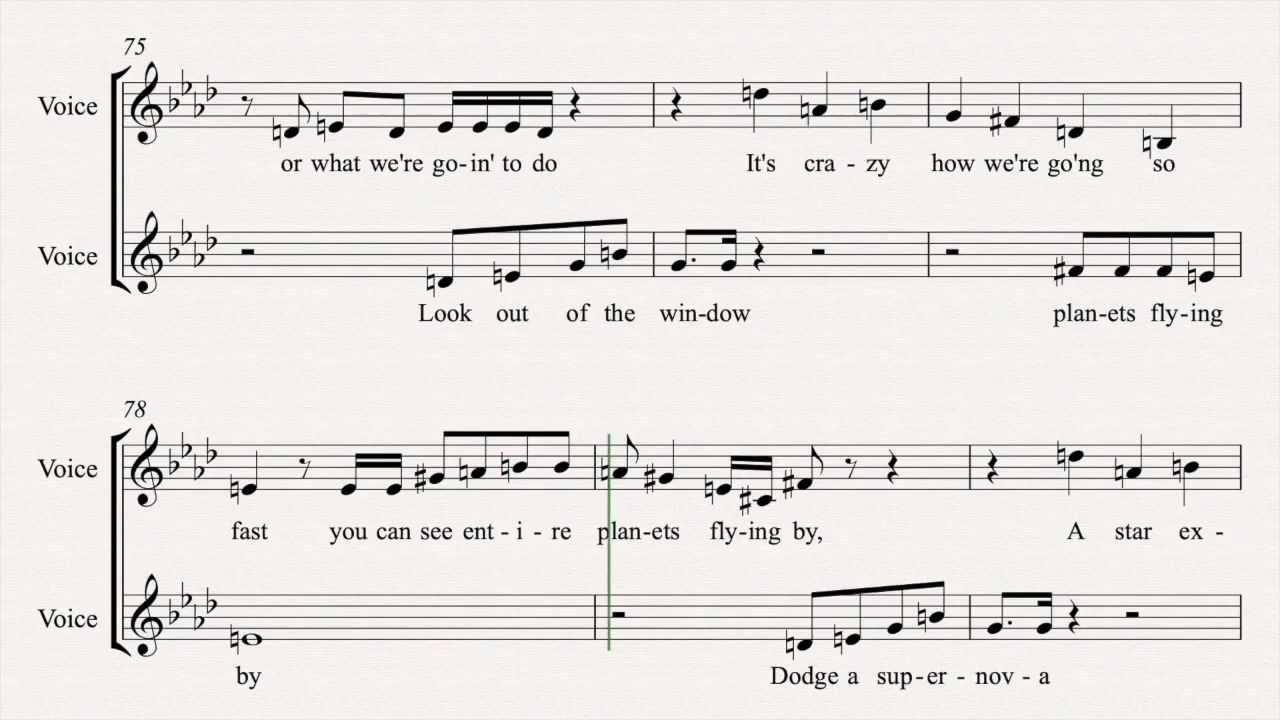 75
Voice
or what we're go-in' to do It's cra - zy how we're go'ng so
Voice
Look out of the win-dow plan-ets fly-ing
78
Voice
fast you can see ent - i - re plan-ets fly-ing by, A star ex -
Voice
by Dodge a sup-er - nov - a